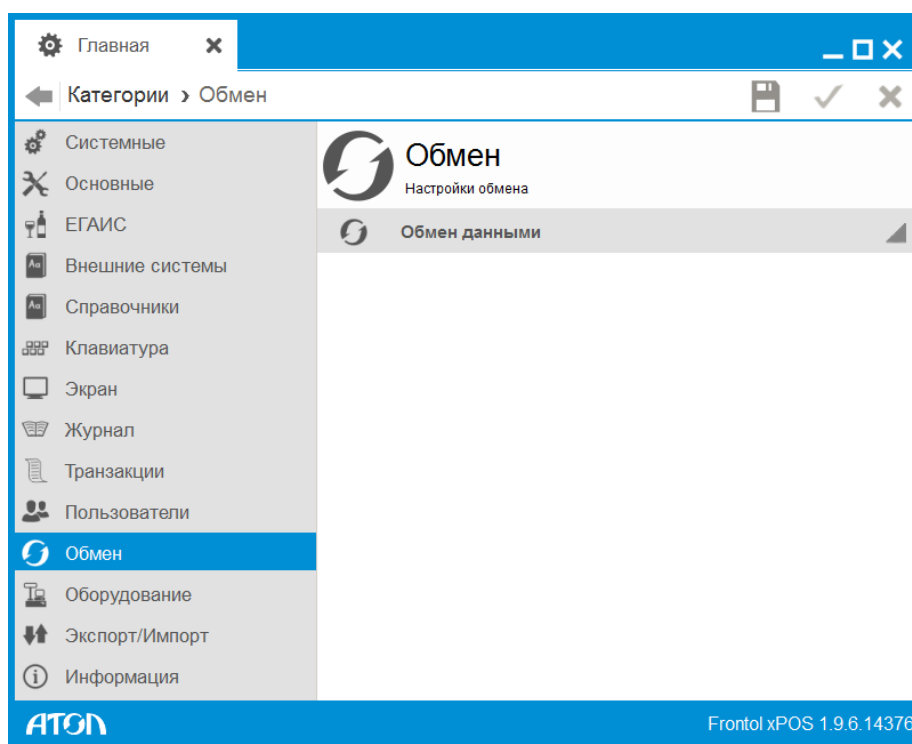 Главная
Категории › Обмен
Системные
Основные
ЕГАИС
Внешние системы
Справочники
Клавиатура
Экран
Журнал
Транзакции
Пользователи
Обмен
Оборудование
Экспорт/Импорт
Информация
Обмен
Настройки обмена
Обмен данными
АТОЛ
Frontol xPOS 1.9.6.14376